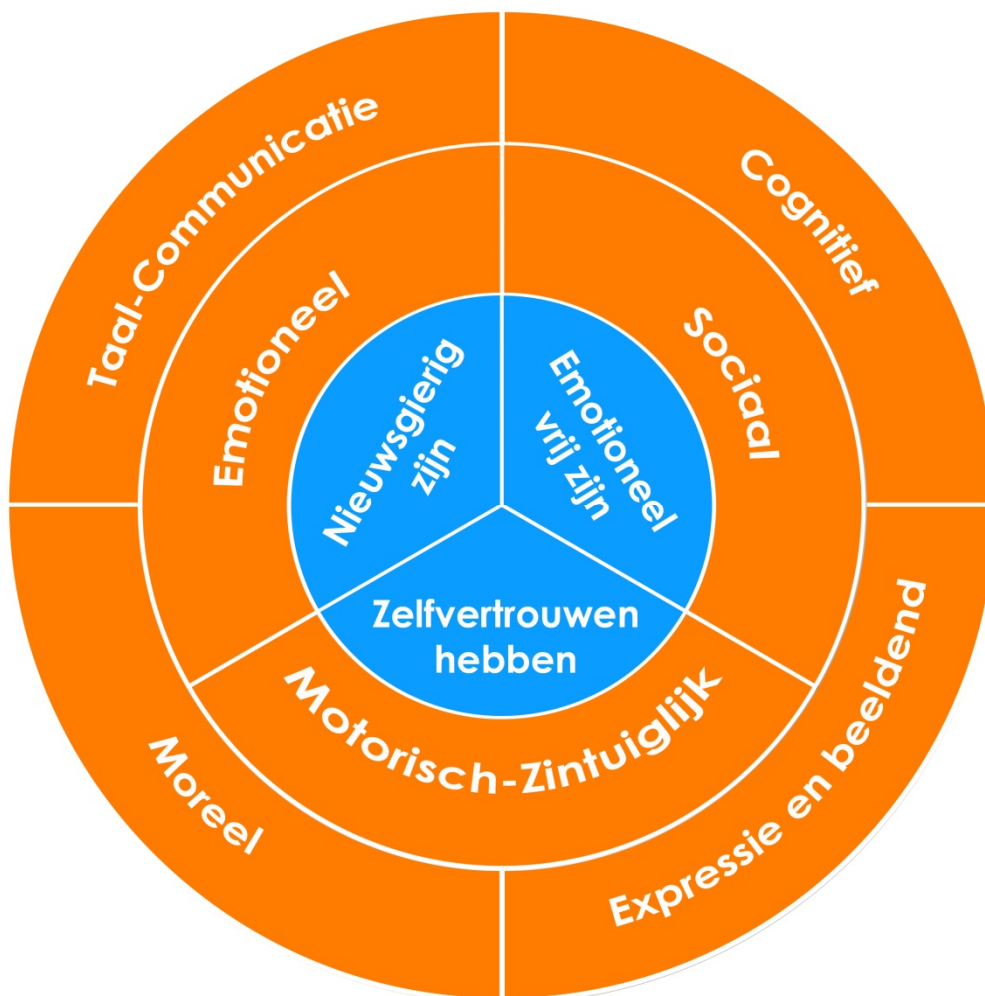 Taal-Communicatie
Cognitief
Emotioneel
Sociaal
Nieuwsgierig
zijn
Emotioneel
vrij zijn
Zelfvertrouwen
hebben
Motorisch-Zintuiglijk
Moreel
Expressie en beeldend